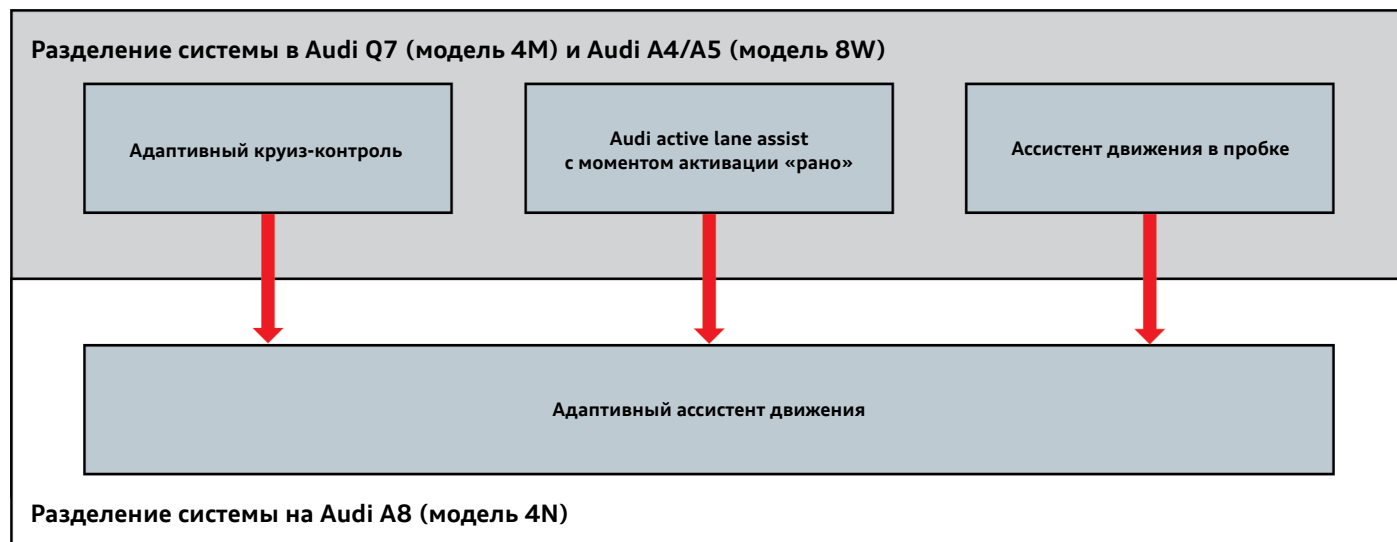 Разделение системы в Audi Q7 (модель 4M) и Audi A4/A5 (модель 8W)
Адаптивный круиз-контроль
Audi active lane assist
с моментом активации «рано»
Ассистент движения в пробке
Адаптивный ассистент движения
Разделение системы на Audi A8 (модель 4N)